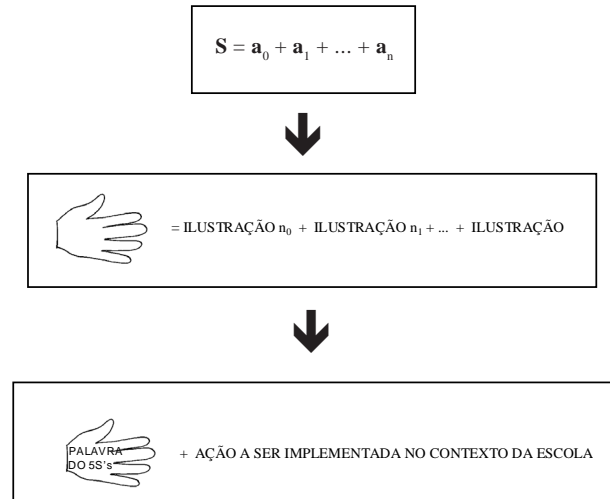 S = a₀ + a₁ + ... + aₙ
= ILUSTRAÇÃO n₀ + ILUSTRAÇÃO n₁ + ... + ILUSTRAÇÃO
PALAVRA
DO 5S's
+ AÇÃO A SER IMPLEMENTADA NO CONTEXTO DA ESCOLA